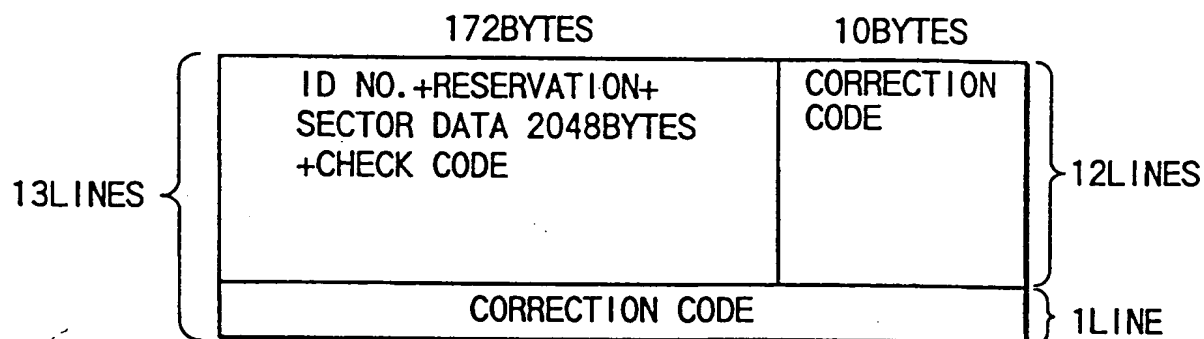 172BYTES 10BYTES
ID NO.+RESERVATION+
SECTOR DATA 2048BYTES
+CHECK CODE
CORRECTION
CODE
13LINES
12LINES
CORRECTION CODE
1LINE